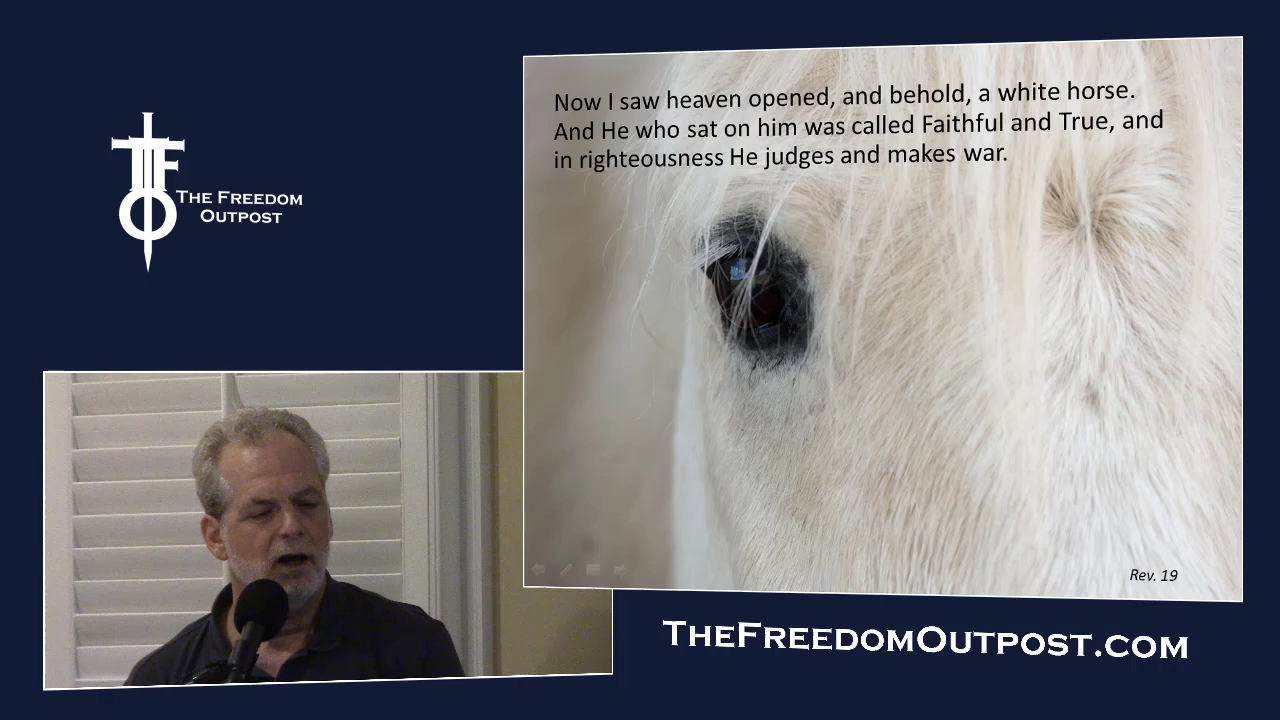 THE FREEDOM
OUTPOST
Now I saw heaven opened, and behold, a white horse.
And He who sat on him was called Faithful and True, and
in righteousness He judges and makes war.
Rev. 19
THEFREEDOMOUTPOST.COM